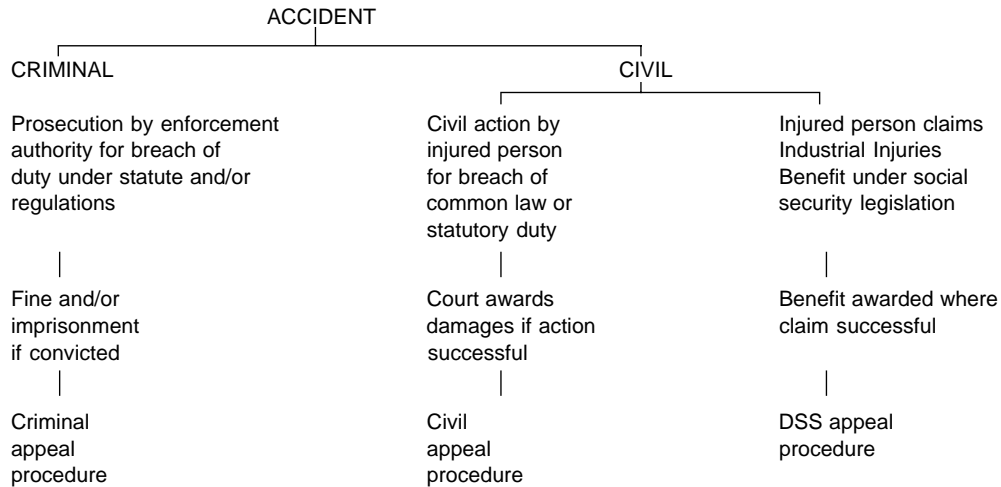 ACCIDENT
CRIMINAL
CIVIL
Prosecution by enforcement
authority for breach of
duty under statute and/or
regulations
Civil action by
injured person
for breach of
common law or
statutory duty
Injured person claims
Industrial Injuries
Benefit under social
security legislation
Fine and/or
imprisonment
if convicted
Court awards
damages if action
successful
Benefit awarded where
claim successful
Criminal
appeal
procedure
Civil
appeal
procedure
DSS appeal
procedure